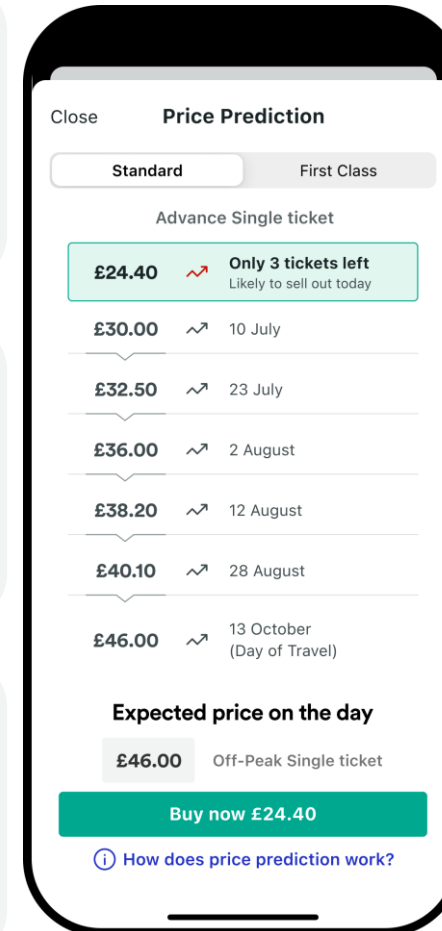 Close
Price Prediction
Standard
First Class
Advance Single ticket
£24.40 Only 3 tickets left
Likely to sell out today
£30.00 10 July
£32.50 23 July
£36.00 2 August
£38.20 12 August
£40.10 28 August
£46.00 13 October
(Day of Travel)
Expected price on the day
£46.00 Off-Peak Single ticket
Buy now £24.40
How does price prediction work?